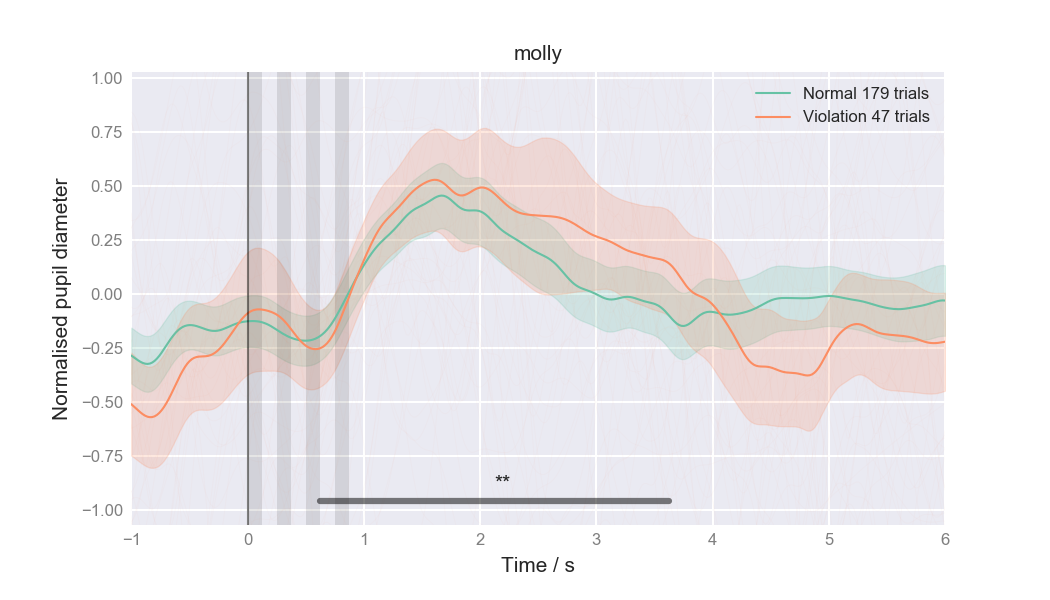 molly
Normal 179 trials
Violation 47 trials
Normalised pupil diameter
1.00
0.75
0.50
0.25
0.00
−0.25
−0.50
−0.75
−1.00
**
−1 0 1 2 3 4 5 6
Time / s